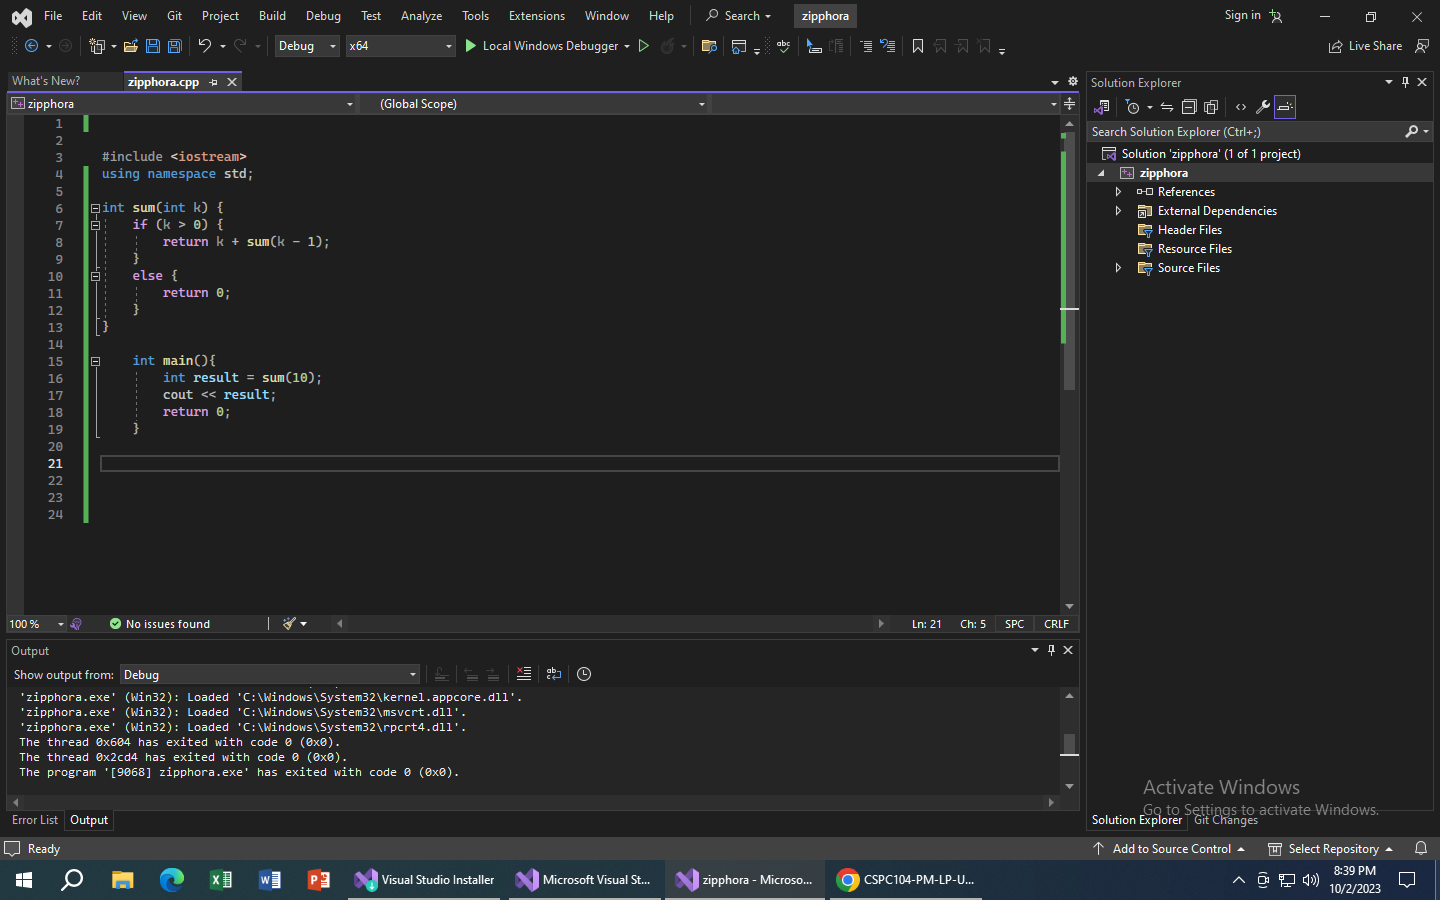 File Edit View Git Project Build Debug Test Analyze Tools Extensions Window Help Search zipphora Sign in
Debug x64 Local Windows Debugger Live Share
What's New? zipphora.cpp
zipphora (Global Scope)
1
2
3 #include <iostream>
4 using namespace std;
5
6 int sum(int k) {
7 if (k > 0) {
8 return k + sum(k - 1);
9 }
10 else {
11 return 0;
12 }
13 }
14
15 int main(){
16 int result = sum(10);
17 cout << result;
18 return 0;
19 }
20
21
22
23
24
100 % No issues found Ln: 21 Ch: 5 SPC CRLF
Output
Show output from: Debug
'zipphora.exe' (Win32): Loaded 'C:\Windows\System32\kernel.appcore.dll'.
'zipphora.exe' (Win32): Loaded 'C:\Windows\System32\msvcrt.dll'.
'zipphora.exe' (Win32): Loaded 'C:\Windows\System32\rpcrt4.dll'.
The thread 0x604 has exited with code 0 (0x0).
The thread 0x2cd4 has exited with code 0 (0x0).
The program '[9068] zipphora.exe' has exited with code 0 (0x0).
Error List Output
Solution Explorer
Search Solution Explorer (Ctrl+;)
Solution 'zipphora' (1 of 1 project)
zipphora
References
External Dependencies
Header Files
Resource Files
Source Files
Activate Windows
Go to Settings to activate Windows.
Solution Explorer Git Changes
Ready Add to Source Control Select Repository
Visual Studio Installer Microsoft Visual St... zipphora - Microso... CSPC104-PM-LP-U... 8:39 PM
10/2/2023